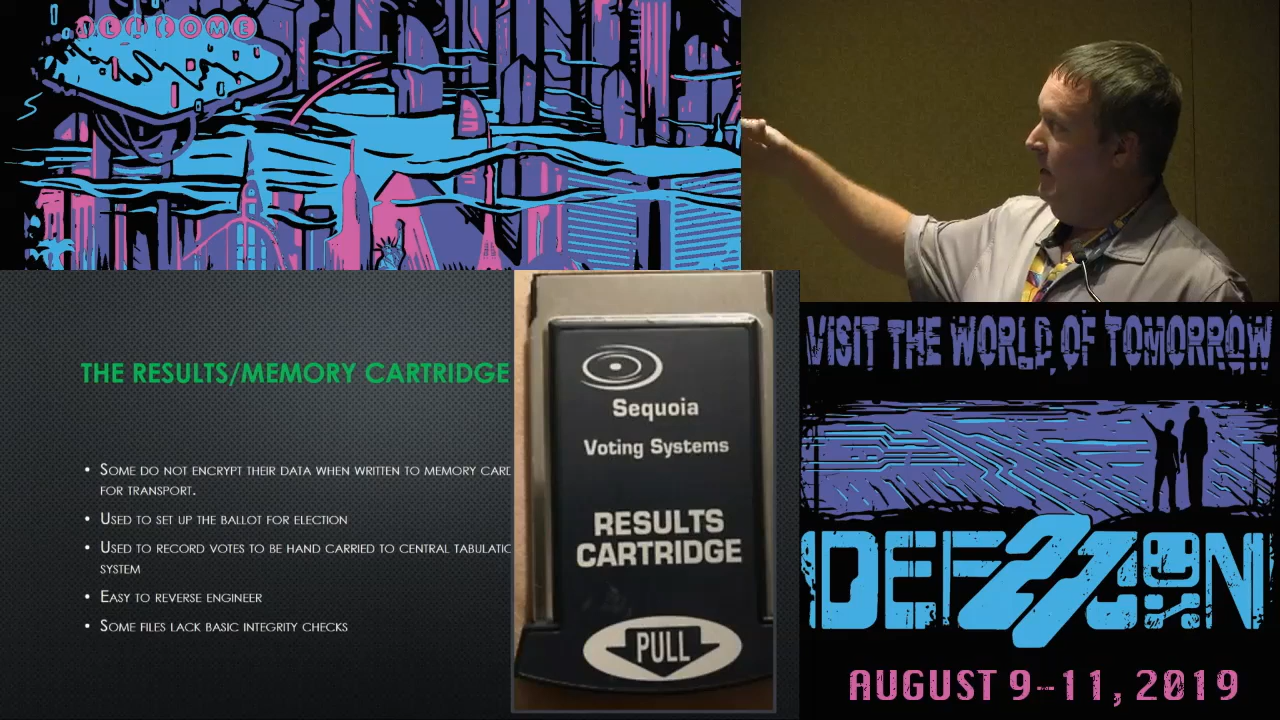 WELCOME
THE RESULTS/MEMORY CARTRIDGE
• SOME DO NOT ENCRYPT THEIR DATA WHEN WRITTEN TO MEMORY CARD
FOR TRANSPORT.
• USED TO SET UP THE BALLOT FOR ELECTION
• USED TO RECORD VOTES TO BE HAND CARRIED TO CENTRAL
SYSTEM
• EASY TO REVERSE ENGINEER
• SOME FILES LACK BASIC INTEGRITY CHECKS
Sequoia
Voting Systems
RESULTS
CARTRIDGE
PULL
VISIT THE WORLD OF TOMORROW
DEF 27 CON
AUGUST 9-11, 2019